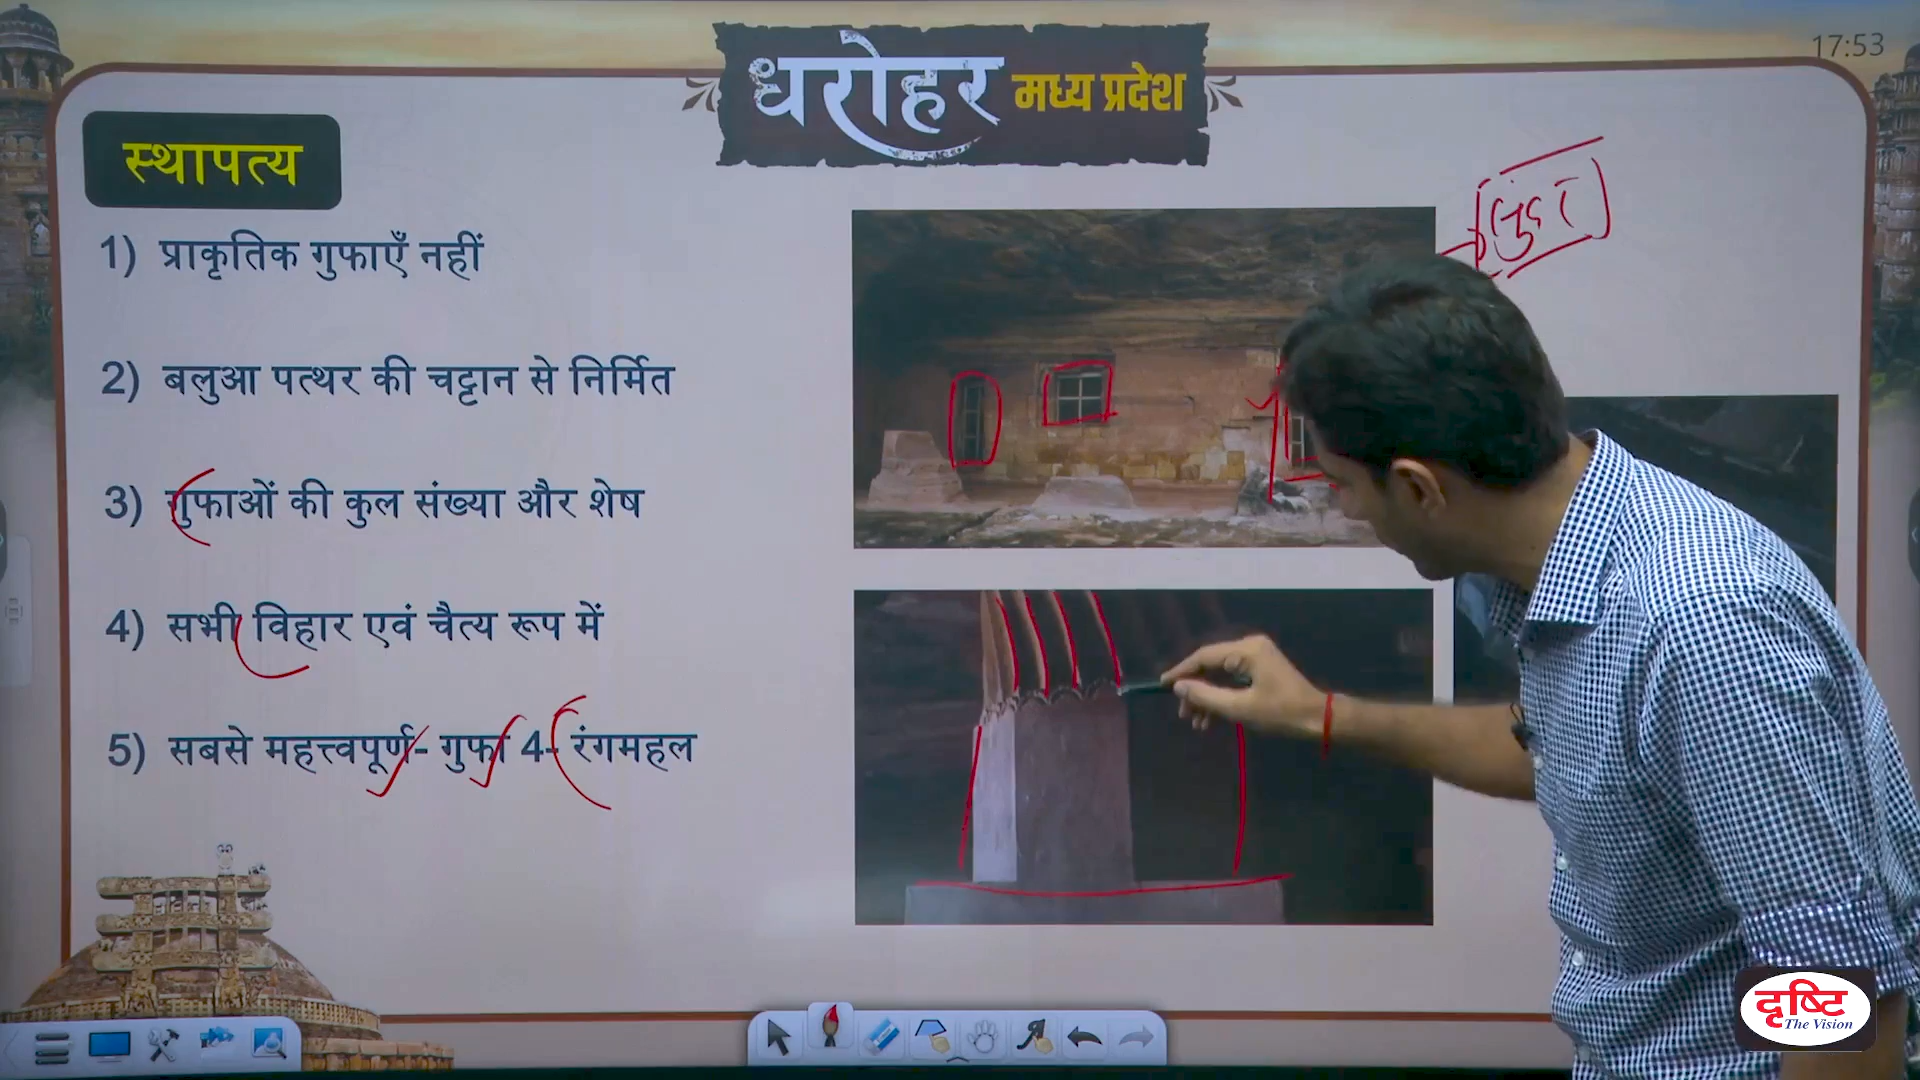 17:53
धरोहर मध्य प्रदेश
स्थापत्य
1) प्राकृतिक गुफाएँ नहीं
2) बलुआ पत्थर की चट्टान से निर्मित
3) गुफाओं की कुल संख्या और शेष
4) सभी विहार एवं चैत्य रूप में
5) सबसे महत्त्वपूर्ण- गुफा 4- रंगमहल
दृष्टि
The Vision